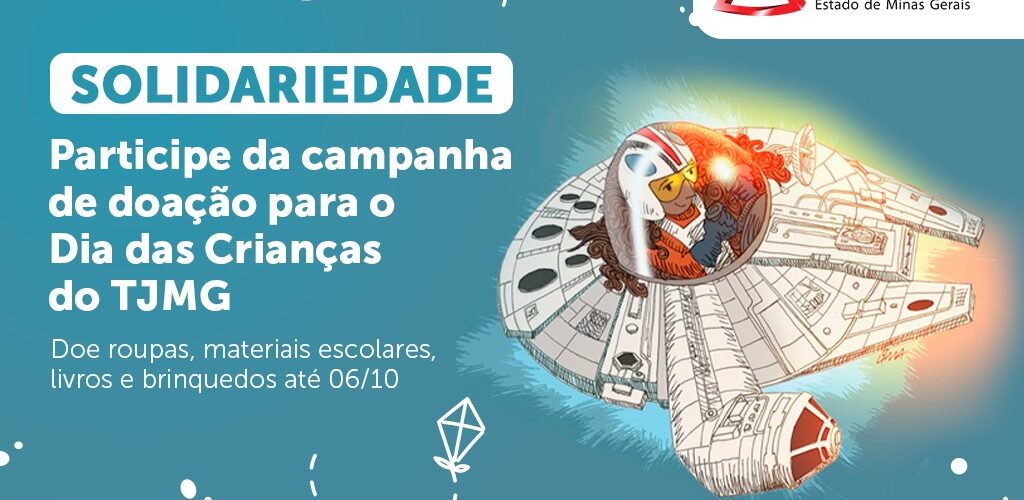 Estado de Minas Gerais
SOLIDARIEDADE
Participe da campanha
de doação para o
Dia das Crianças
do TJMG
Doe roupas, materiais escolares,
livros e brinquedos até 06/10